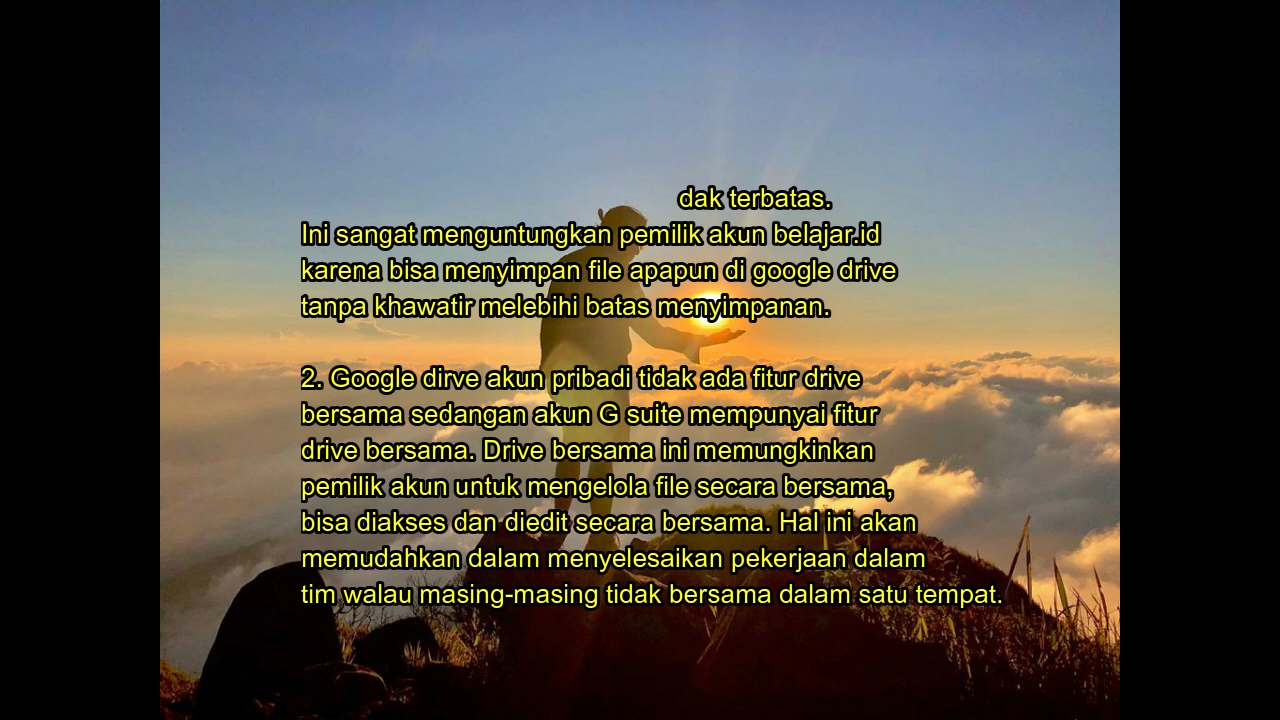 dak terbatas.
Ini sangat menguntungkan pemilik akun belajar.id
karena bisa menyimpan file apapun di google drive
tanpa khawatir melebihi batas menyimpanan.
2. Google dirve akun pribadi tidak ada fitur drive
bersama sedangan akun G suite mempunyai fitur
drive bersama. Drive bersama ini memungkinkan
pemilik akun untuk mengelola file secara bersama,
bisa diakses dan diedit secara bersama. Hal ini akan
memudahkan dalam menyelesaikan pekerjaan dalam
tim walau masing-masing tidak bersama dalam satu tempat.